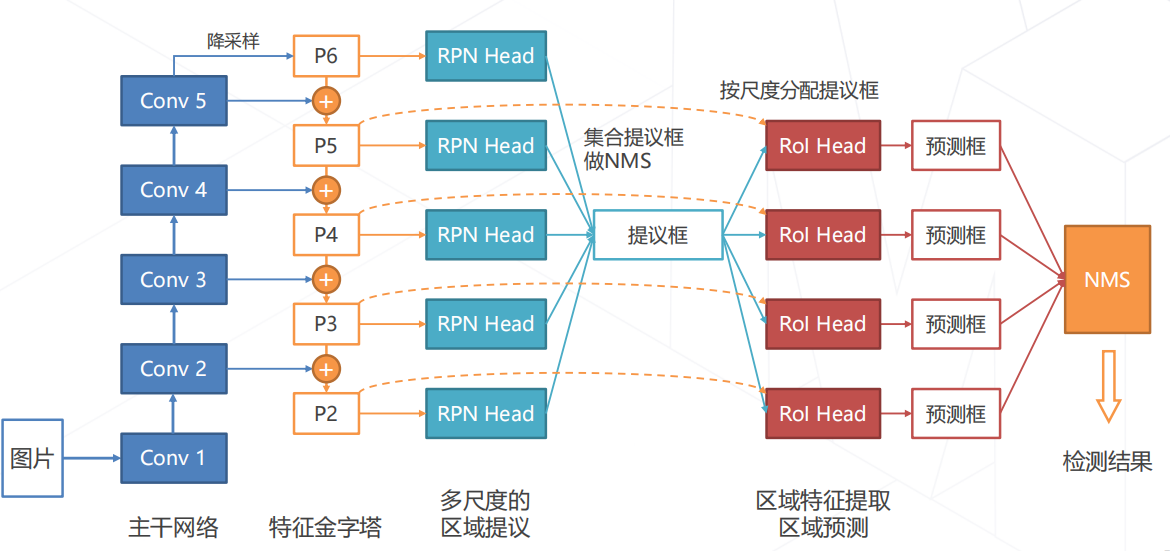 降采样
P6
RPN Head
Conv 5
+
按尺度分配提议框
P5
RPN Head
集合提议框
做NMS
RoI Head
预测框
Conv 4
+
P4
RPN Head
提议框
RoI Head
预测框
Conv 3
+
NMS
P3
RPN Head
RoI Head
预测框
Conv 2
+
P2
RPN Head
RoI Head
预测框
图片
Conv 1
检测结果
主干网络
特征金字塔
多尺度的
区域提议
区域特征提取
区域预测